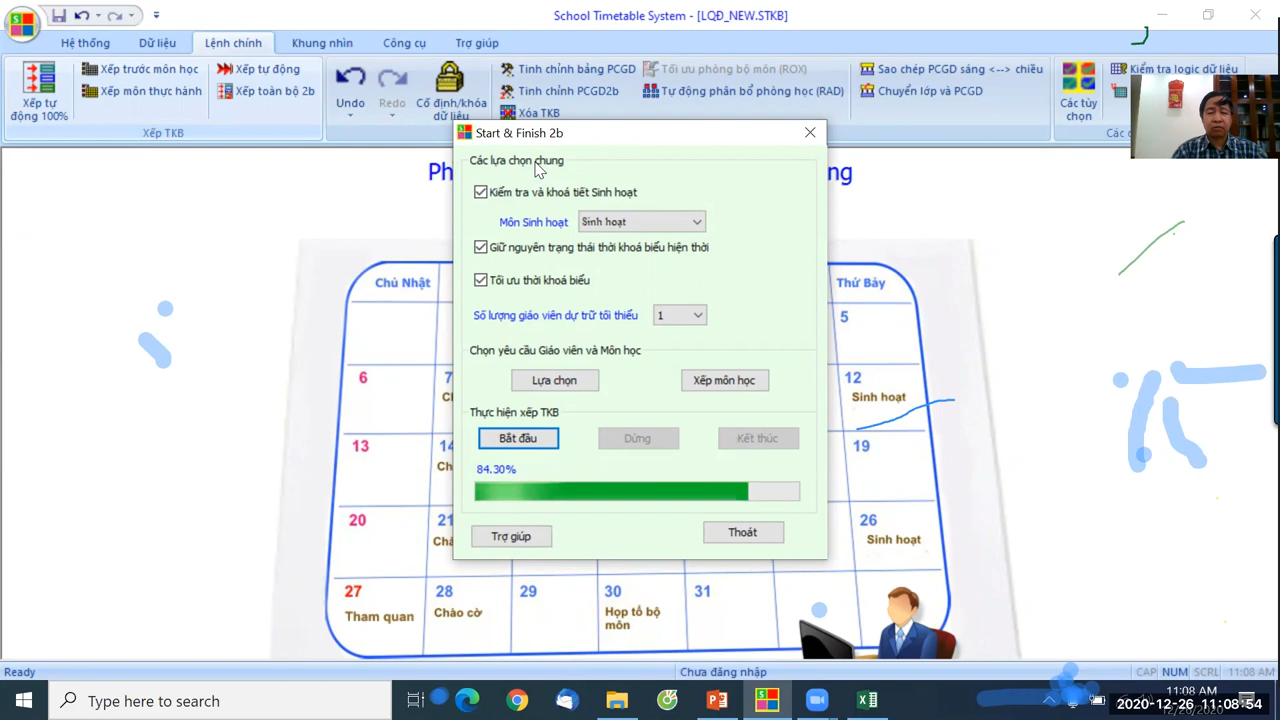 School Timetable System - [LQĐ_NEW.STKB]
Hệ thống Dữ liệu Lệnh chính Khung nhìn Công cụ Trợ giúp
Xếp tự động 100%
Xếp trước môn học
Xếp môn thực hành
Xếp tự động
Xếp toàn bộ 2b
Xếp TKB
Undo
Redo
Cố định/khóa dữ liệu
Tinh chỉnh bảng PCGD
Tinh chỉnh PCGD2b
Xóa TKB
Tối ưu phòng bộ môn (ROX)
Tự động phân bổ phòng học (RAD)
Sao chép PCGD sáng <--> chiều
Chuyển lớp và PCGD
Các tùy chọn
Kiểm tra logic dữ liệu
Start & Finish 2b
Các lựa chọn chung
Kiểm tra và khoá tiết Sinh hoạt
Môn Sinh hoạt Sinh hoạt
Giữ nguyên trạng thái thời khoá biểu hiện thời
Tối ưu thời khoá biểu
Số lượng giáo viên dự trữ tối thiểu 1
Chọn yêu cầu Giáo viên và Môn học
Lựa chọn Xếp môn học
Thực hiện xếp TKB
Bắt đầu Dừng Kết thúc
84.30%
Trợ giúp Thoát
Chủ Nhật Thứ Bảy
5
6 12
Sinh hoạt
13 19
20 26
Sinh hoạt
27 28 29 30 31
Tham quan Chào cờ Họp tổ bộ môn
Ready Chưa đăng nhập CAP NUM SCRL 11:08 AM
Type here to search
11:08 AM
2020-12-26 11:08:54